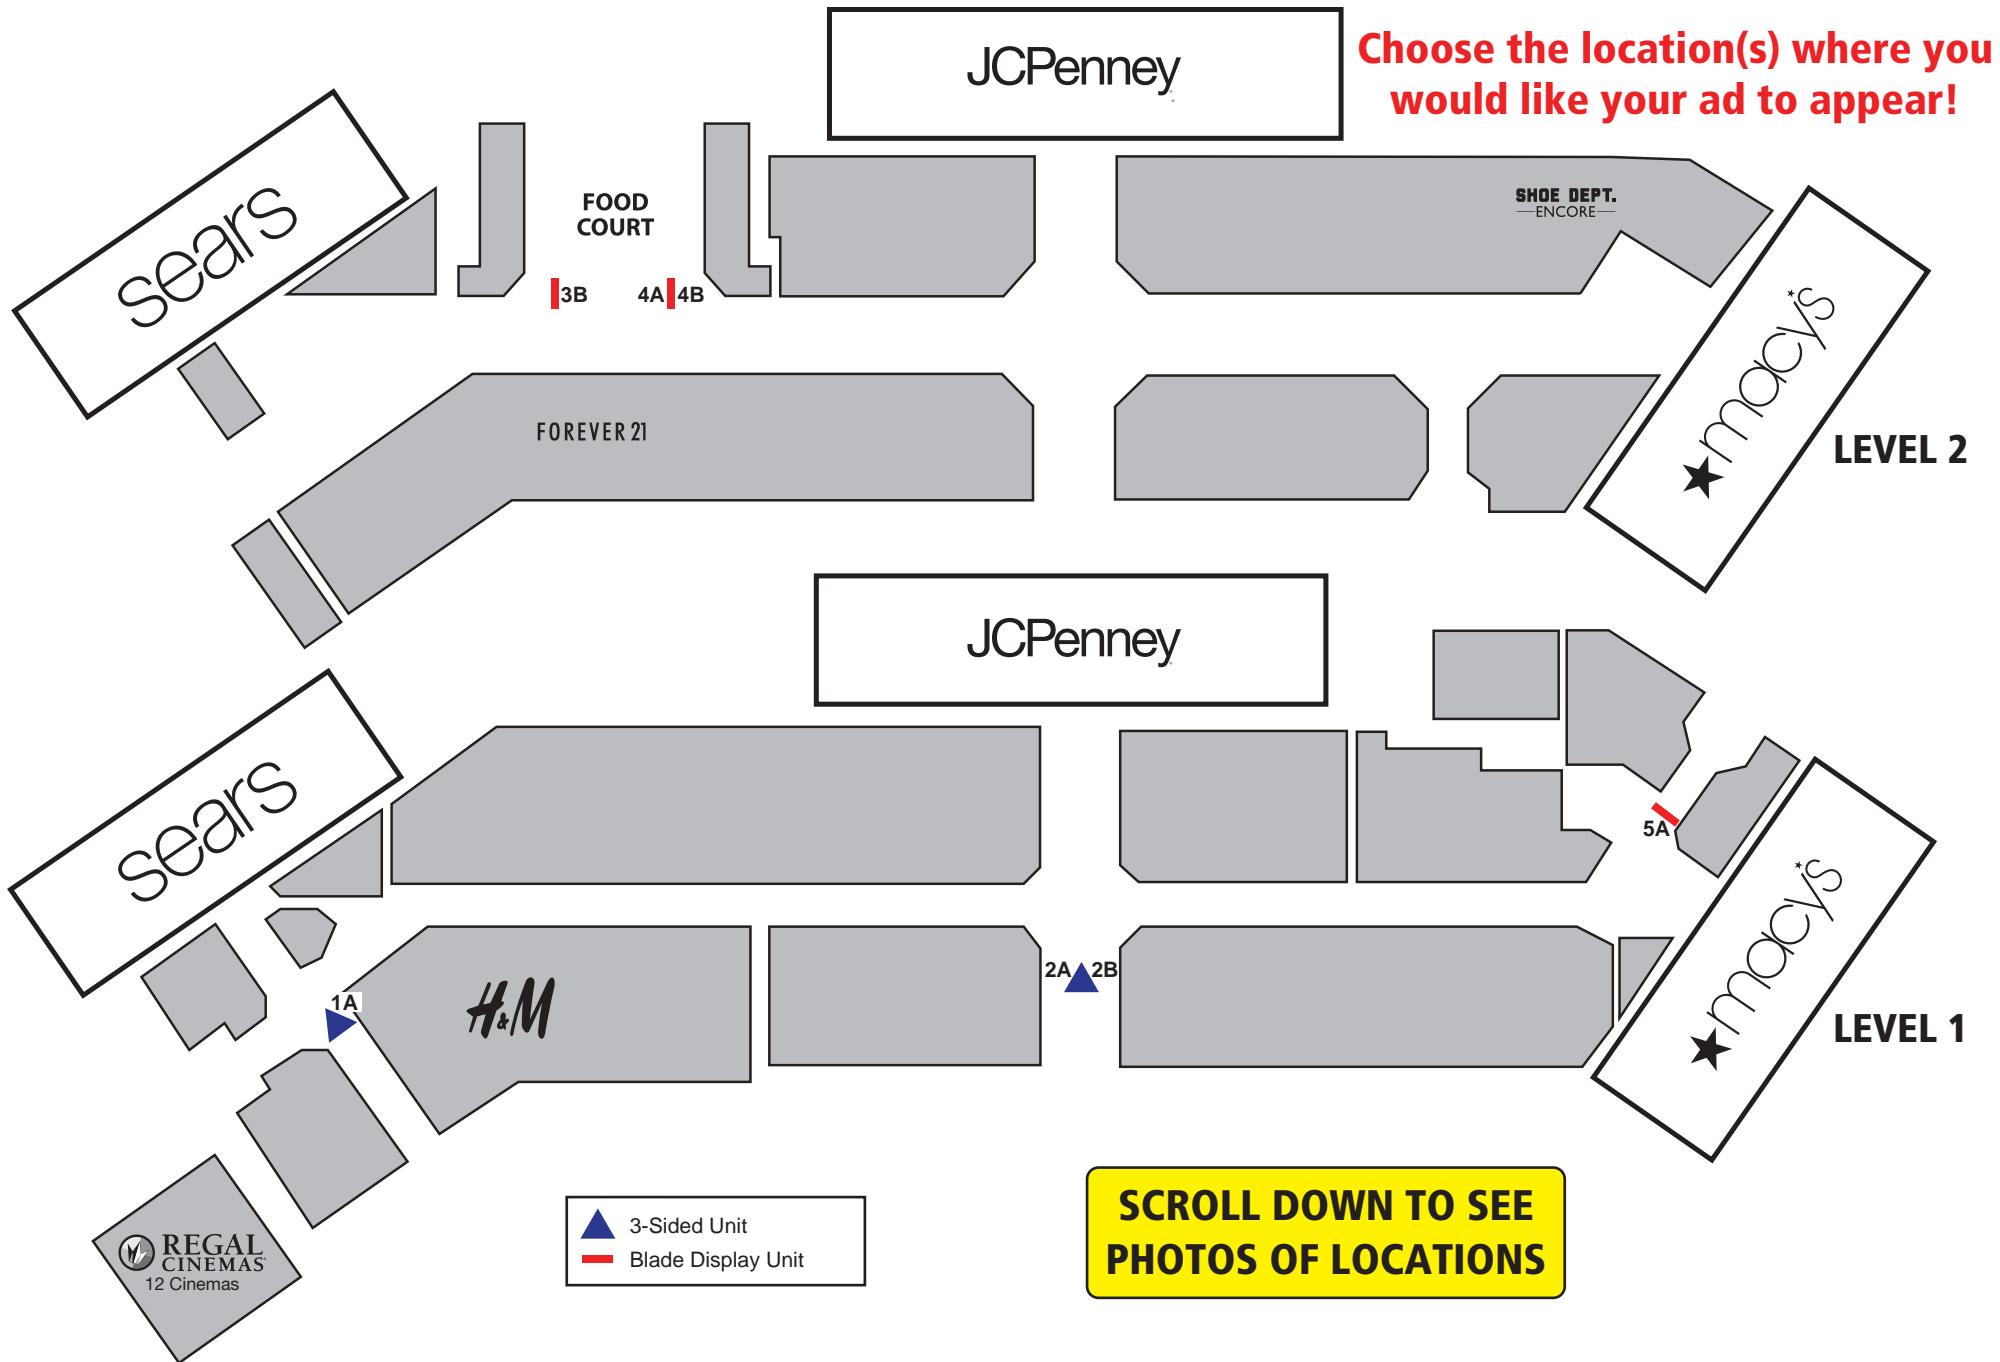 JCPenney
Choose the location(s) where you
would like your ad to appear!
sears
FOOD
COURT
SHOE DEPT.
ENCORE
3B
4A
4B
macy's
FOREVER 21
LEVEL 2
JCPenney
sears
5A
macy's
2A
2B
1A
H&M
LEVEL 1
REGAL
CINEMAS
12 Cinemas
3-Sided Unit
Blade Display Unit
SCROLL DOWN TO SEE
PHOTOS OF LOCATIONS